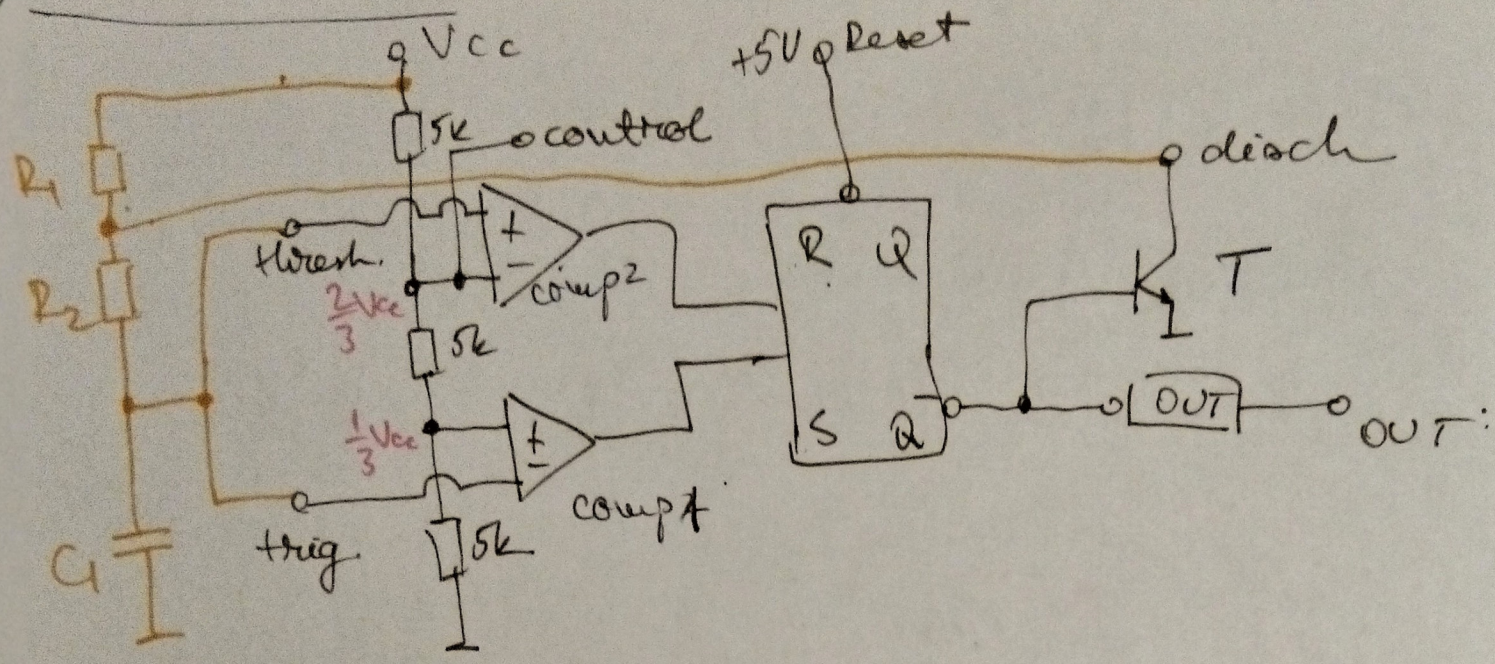 Vcc
+5V Reset
5k
control
disch
R1
thresh.
+
-
comp2
R Q
T
R2
2/3 Vcc
5k
1/3 Vcc
+
-
S Q̅
OUT
OUT
comp1
C1
trig.
5k